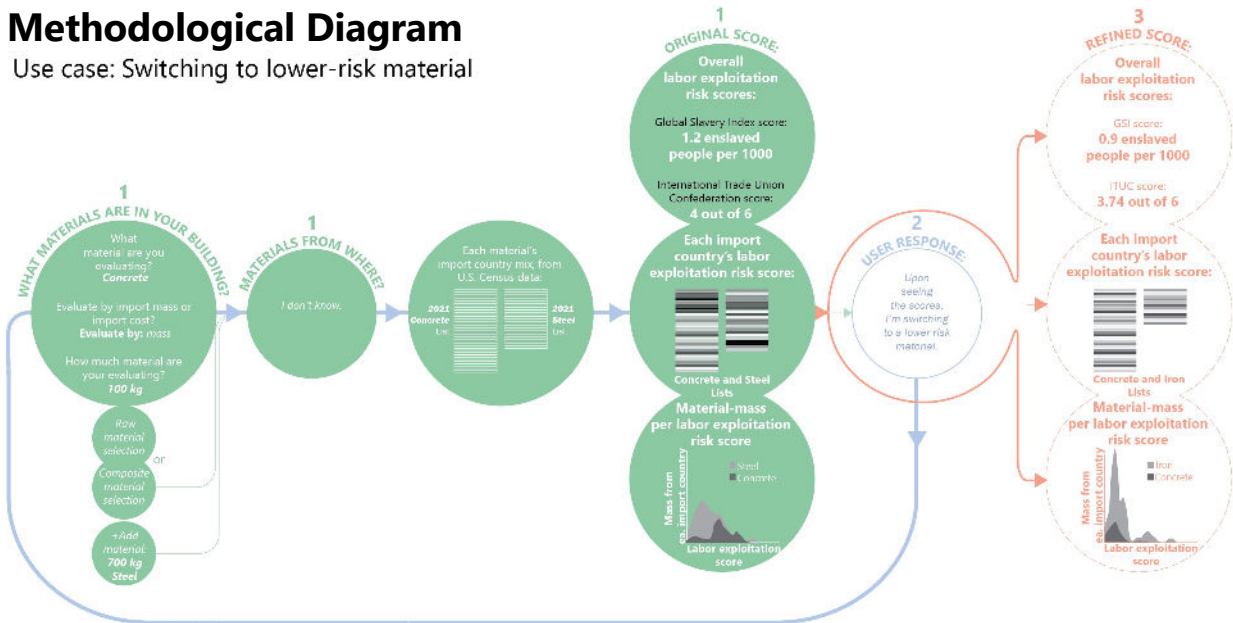 Methodological Diagram
Use case: Switching to lower-risk material
1
WHAT MATERIALS ARE IN YOUR BUILDING?
What
material are you
evaluating?
Concrete
Evaluate by import mass or
import cost?
Evaluate by: mass
How much material are
your evaluating?
100 kg
Raw
material
selection
or
Composite
material
selection
+Add
material:
700 kg
Steel
1
MATERIALS FROM WHERE?
I don't know.
Each material's
import country mix, from
U.S. Census data:
2021
Concrete
List
2021
Steel
List
1
ORIGINAL SCORE:
Overall
labor exploitation
risk scores:
Global Slavery Index score:
1.2 enslaved
people per 1000
International Trade Union
Confederation score:
4 out of 6
Each import
country's labor
exploitation risk score:
Concrete and Steel
Lists
Material-mass
per labor exploitation
risk score
Steel
Concrete
Mass from
ea. import country
Labor exploitation
score
2
USER RESPONSE:
Upon
seeing
the scores,
I'm switching
to a lower risk
material.
3
REFINED SCORE:
Overall
labor exploitation
risk scores:
GSI score:
0.9 enslaved
people per 1000
ITUC score:
3.74 out of 6
Each import
country's labor
exploitation risk score:
Concrete and Iron
Lists
Material-mass
per labor exploitation
risk score
Iron
Concrete
Mass from
ea. import country
Labor exploitation
score